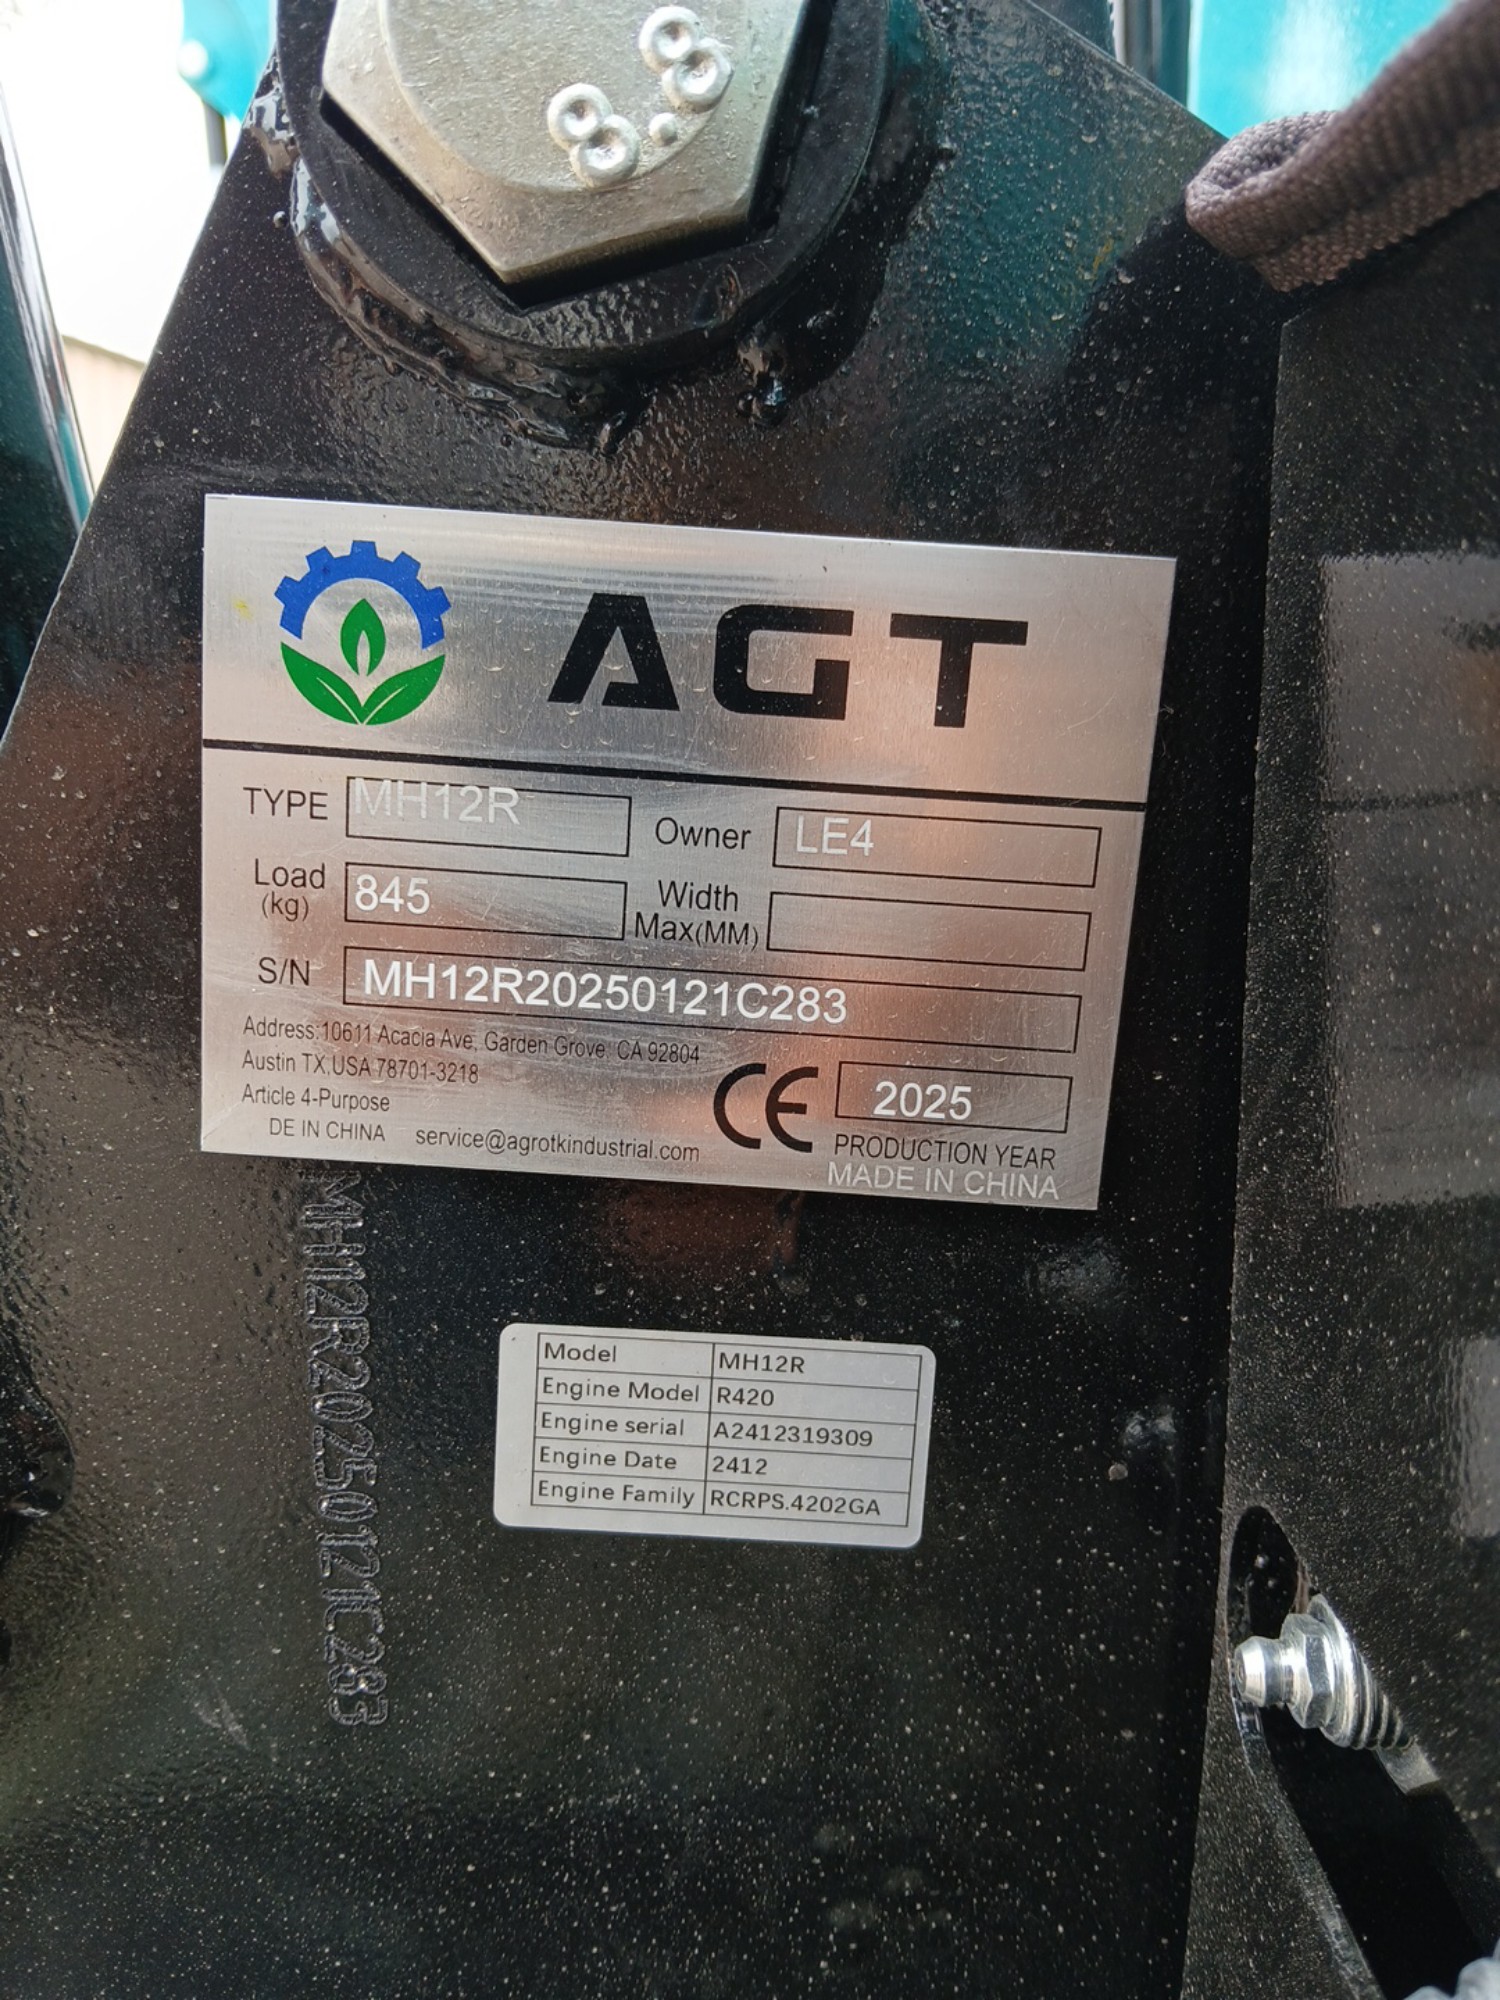 8.8
AGT
TYPE MH12R Owner LE4
Load (kg) 845 Width Max(MM)
S/N MH12R20250121C283
Address:10611 Acacia Ave, Garden Grove, CA 92804
Austin TX,USA 78701-3218
Article 4-Purpose
DE IN CHINA service@agrotkindustrial.com
CE 2025
PRODUCTION YEAR
MADE IN CHINA
MH12R20250121C283
Model MH12R
Engine Model R420
Engine serial A2412319309
Engine Date 2412
Engine Family RCRPS.4202GA